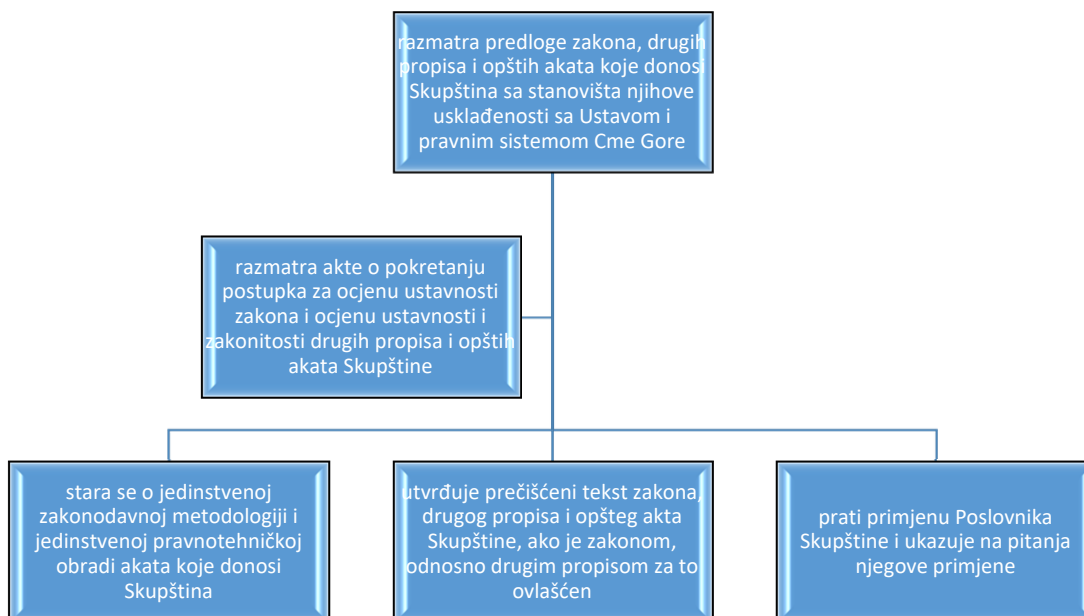 razmatra predloge zakona, drugih
propisa i opštih akata koje donosi
Skupština sa stanovišta njihove
usklađenosti sa Ustavom i
pravnim sistemom Cme Gore
razmatra akte o pokretanju
postupka za ocjenu ustavnosti
zakona i ocjenu ustavnosti i
zakonitosti drugih propisa i opštih
akata Skupštine
stara se o jedinstvenoj
zakonodavnoj metodologiji i
jedinstvenoj pravnotehničkoj
obradi akata koje donosi
Skupština
utvrđuje prečišćeni tekst zakona,
drugog propisa i opšteg akta
Skupštine, ako je zakonom,
odnosno drugim propisom za to
ovlašćen
prati primjenu Poslovnika
Skupštine i ukazuje na pitanja
njegove primjene